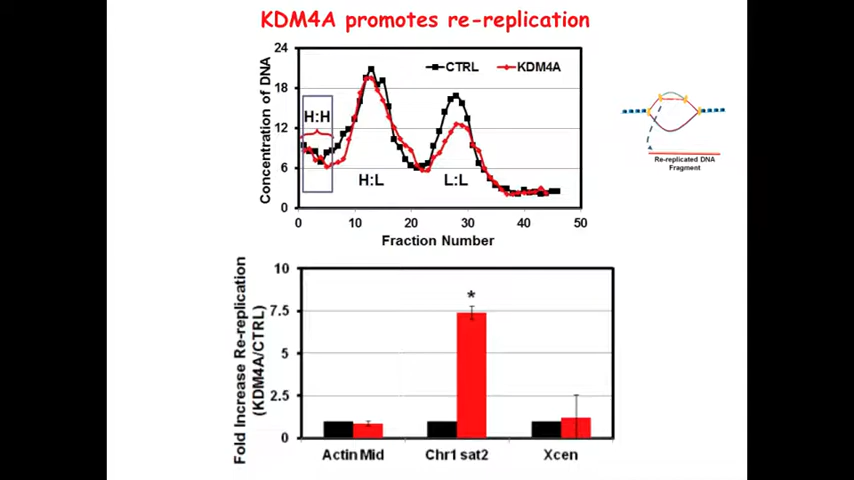 KDM4A promotes re-replication
Concentration of DNA
24
18
12
6
0
CTRL
KDM4A
H:H
H:L
L:L
0
10
20
30
40
50
Fraction Number
Re-replicated DNA
Fragment
Fold Increase Re-replication
(KDM4A/CTRL)
10
7.5
5
2.5
0
*
Actin Mid
Chr1 sat2
Xcen